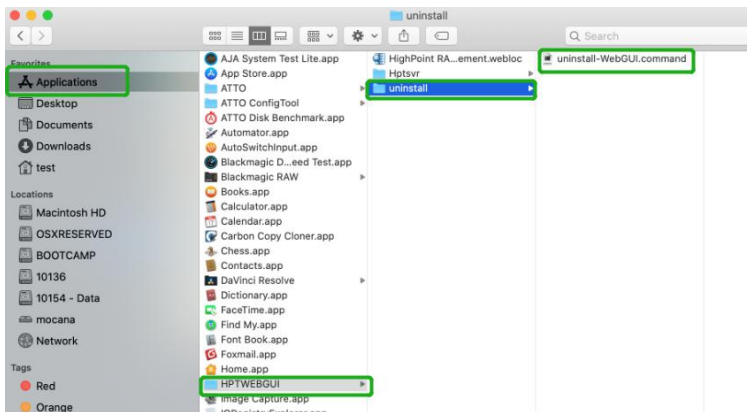 uninstall
Search
Favorites
Applications
Desktop
Documents
Downloads
test
Locations
Macintosh HD
OSXRESERVED
BOOTCAMP
10136
10154 - Data
mocana
Network
Tags
Red
Orange
AJA System Test Lite.app
App Store.app
ATTO
ATTO ConfigTool
ATTO Disk Benchmark.app
Automator.app
AutoSwitchInput.app
Blackmagic D...eed Test.app
Blackmagic RAW
Books.app
Calculator.app
Calendar.app
Carbon Copy Cloner.app
Chess.app
Contacts.app
DaVinci Resolve
Dictionary.app
FaceTime.app
Find My.app
Font Book.app
Foxmail.app
Home.app
HPTWEBGUI
Image Capture.app
IORegistryExplorer.app
HighPoint RA...ement.webloc
Hptsvr
uninstall
uninstall-WebGUI.command